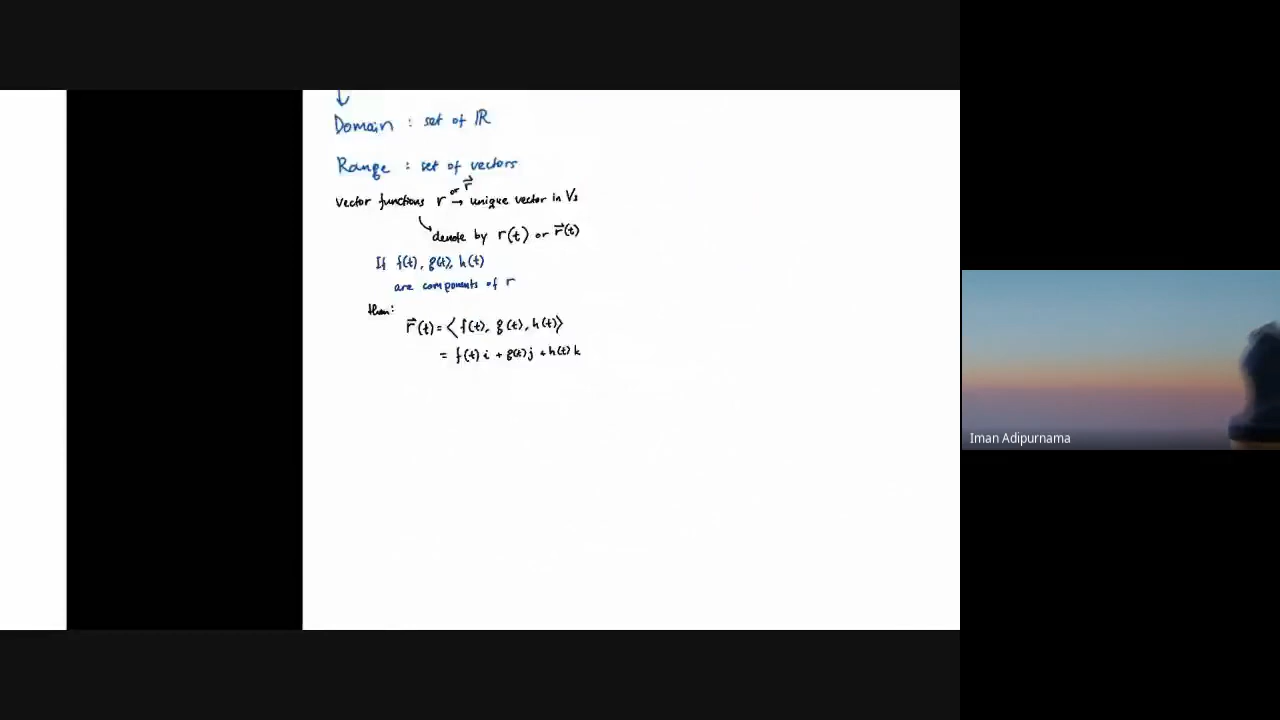 Domain : set of ℝ
Range : set of vectors
or r⃗
Vector functions r → unique vector in V₃
denote by r(t) or r⃗(t)
If f(t), g(t), h(t)
are components of r
then:
r⃗(t) = ⟨f(t), g(t), h(t)⟩
= f(t) i + g(t) j + h(t) k
Iman Adipurnama